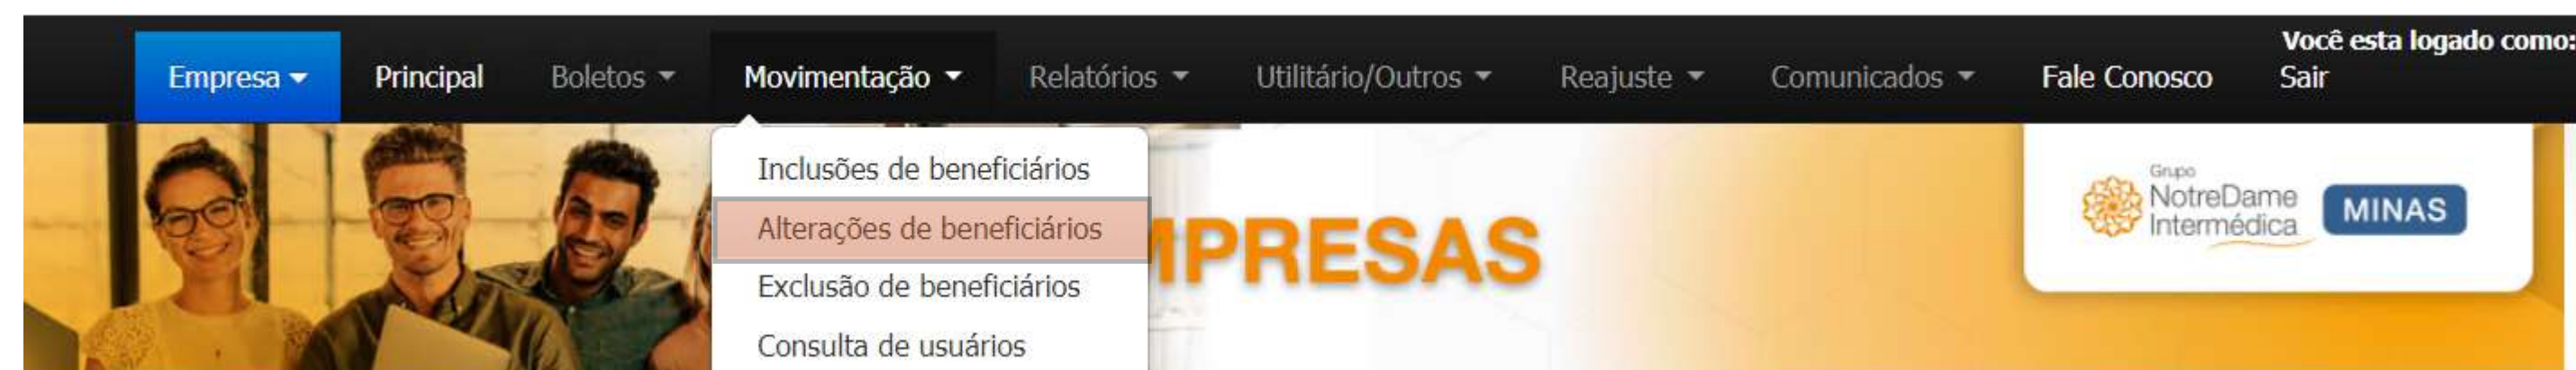 Você esta logado como:
Empresa Principal Boletos Movimentação Relatórios Utilitário/Outros Reajuste Comunicados Fale Conosco Sair
Inclusões de beneficiários
Alterações de beneficiários
Exclusão de beneficiários
Consulta de usuários
MPRESAS
Grupo
NotreDame
Intermédica
MINAS